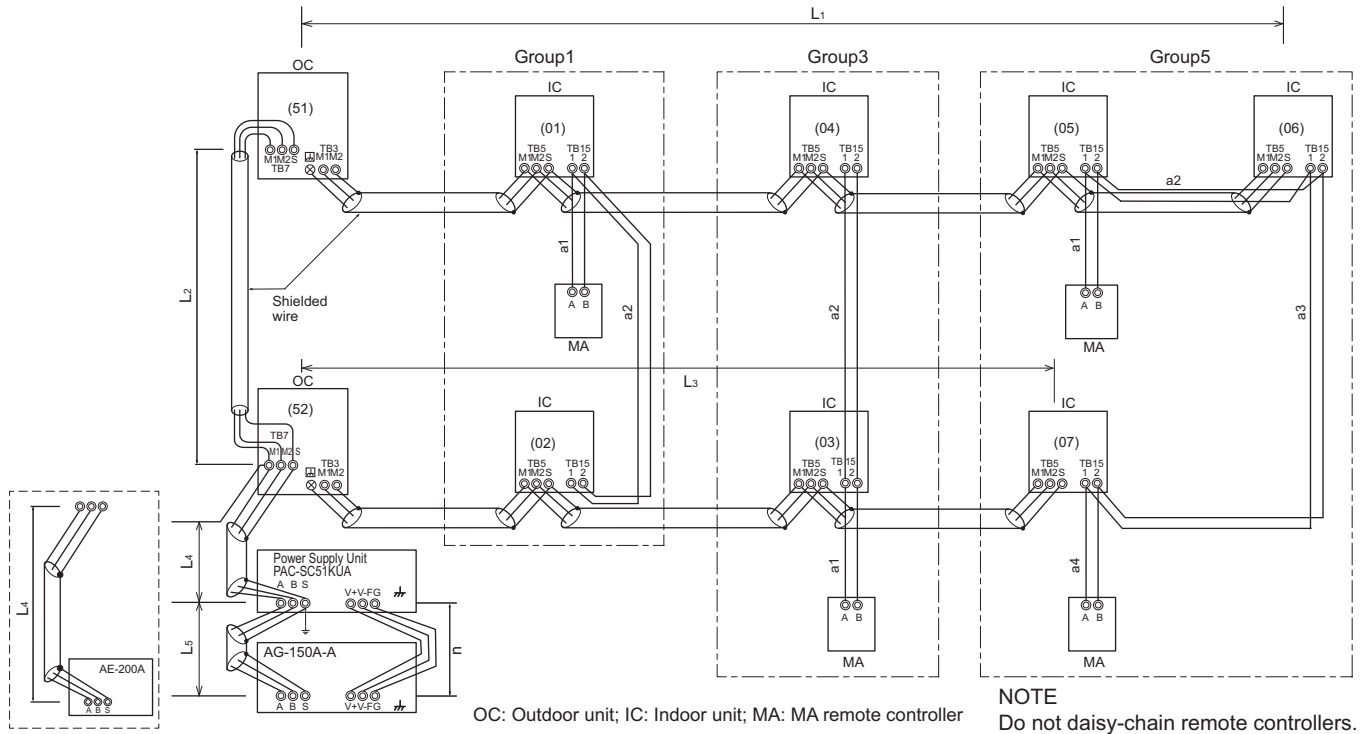 L1
Group1
Group3
Group5
OC
IC
IC
IC
IC
(51)
(01)
(04)
(05)
(06)
M1M2S
TB7
TB3
M1M2
TB5
M1M2S
TB15
1 2
TB5
M1M2S
TB15
1 2
TB5
M1M2S
TB15
1 2
TB5
M1M2S
TB15
1 2
a2
a1
a2
a2
a1
a3
L2
Shielded
wire
A B
MA
A B
MA
L3
OC
IC
IC
IC
(52)
(02)
(03)
(07)
TB7
M1M2 S
TB3
M1M2
TB5
M1M2S
TB15
1 2
TB5
M1M2S
TB15
1 2
TB5
M1M2S
TB15
1 2
a1
a4
A B
MA
A B
MA
L4
L4
L5
n
Power Supply Unit
PAC-SC51KUA
A B S
V+V-FG
AG-150A-A
A B S
V+V-FG
AE-200A
A B S
OC: Outdoor unit; IC: Indoor unit; MA: MA remote controller
NOTE
Do not daisy-chain remote controllers.